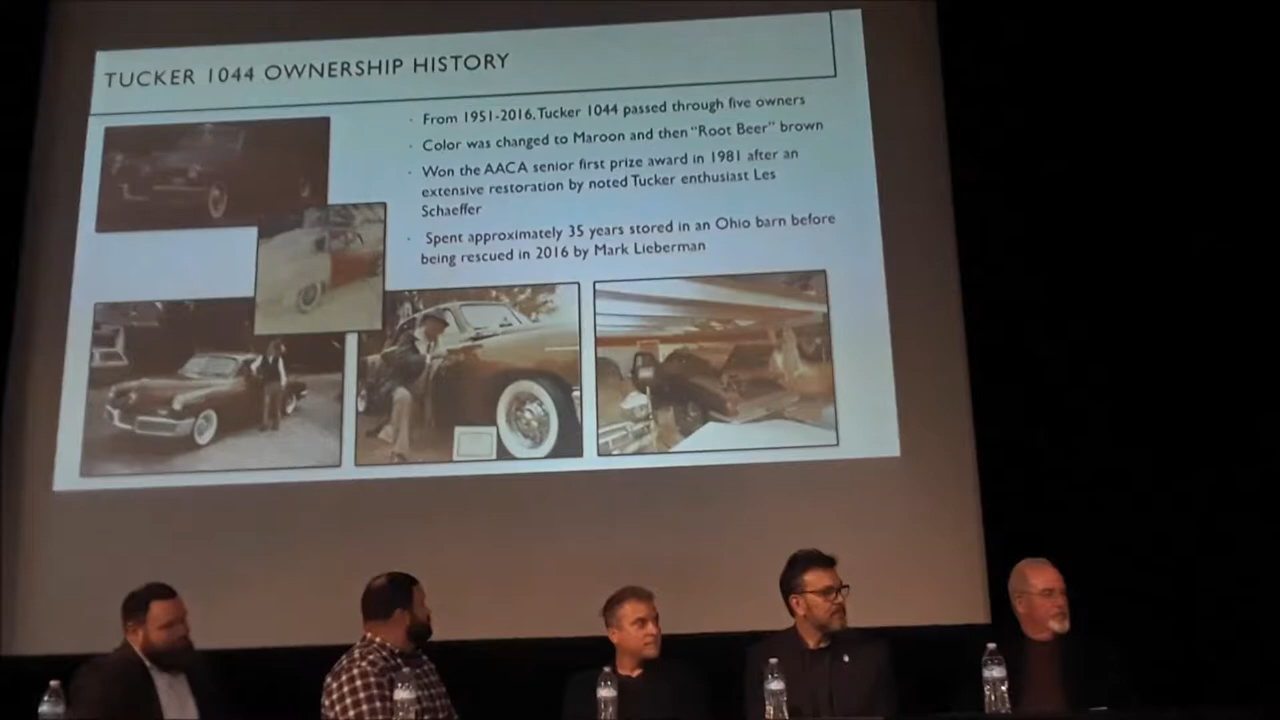 TUCKER 1044 OWNERSHIP HISTORY
· From 1951-2016, Tucker 1044 passed through five owners
· Color was changed to Maroon and then "Root Beer" brown
· Won the AACA senior first prize award in 1981 after an
extensive restoration by noted Tucker enthusiast Les
Schaeffer
· Spent approximately 35 years stored in an Ohio barn before
being rescued in 2016 by Mark Lieberman